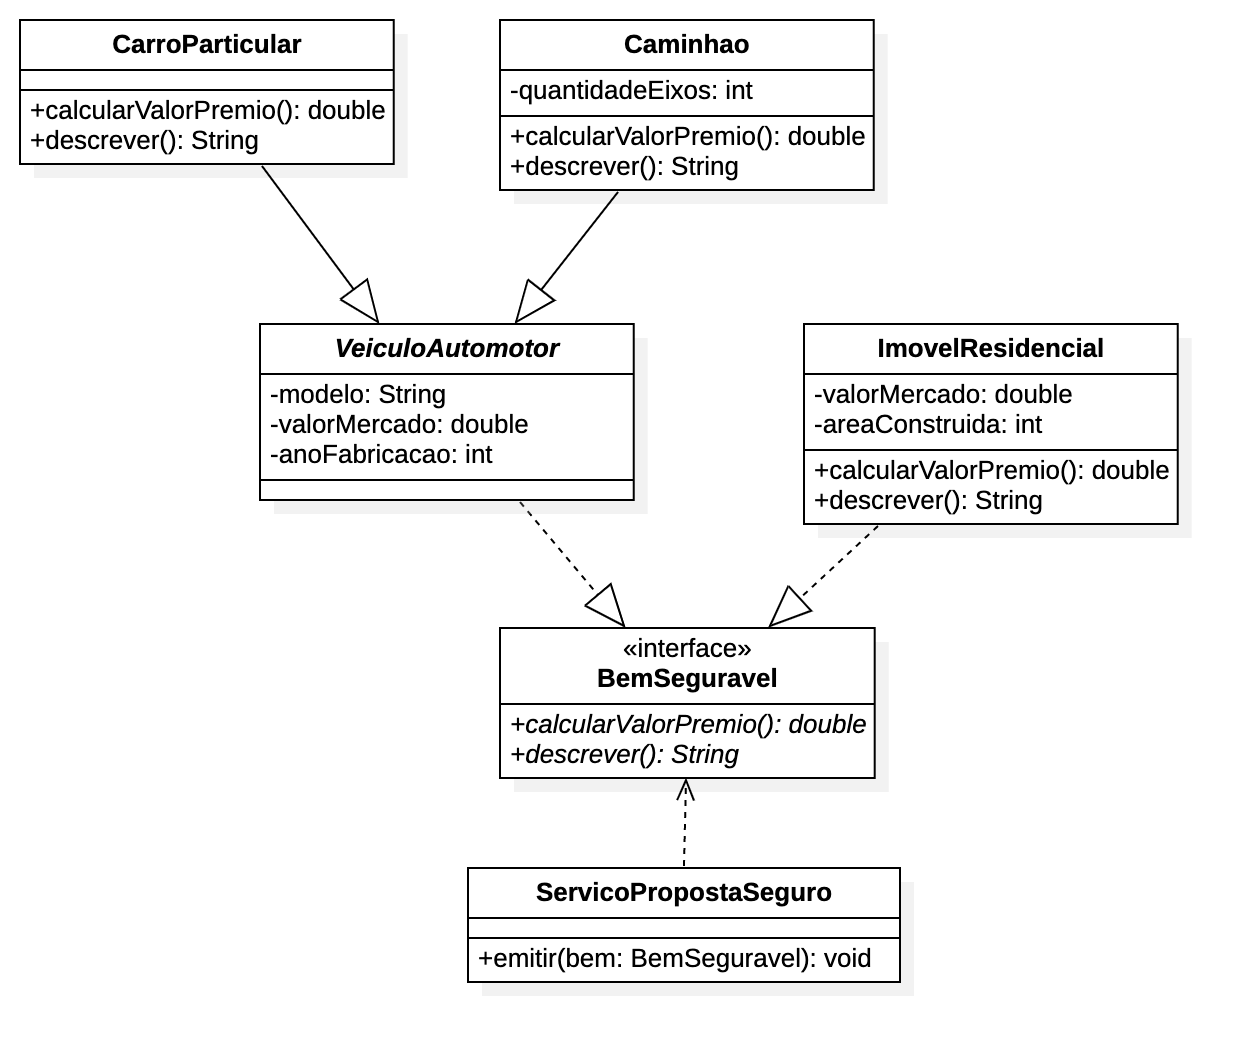 CarroParticular
+calcularValorPremio(): double
+descrever(): String
Caminhao
-quantidadeEixos: int
+calcularValorPremio(): double
+descrever(): String
VeiculoAutomotor
-modelo: String
-valorMercado: double
-anoFabricacao: int
ImovelResidencial
-valorMercado: double
-areaConstruida: int
+calcularValorPremio(): double
+descrever(): String
«interface»
BemSeguravel
+calcularValorPremio(): double
+descrever(): String
ServicoPropostaSeguro
+emitir(bem: BemSeguravel): void